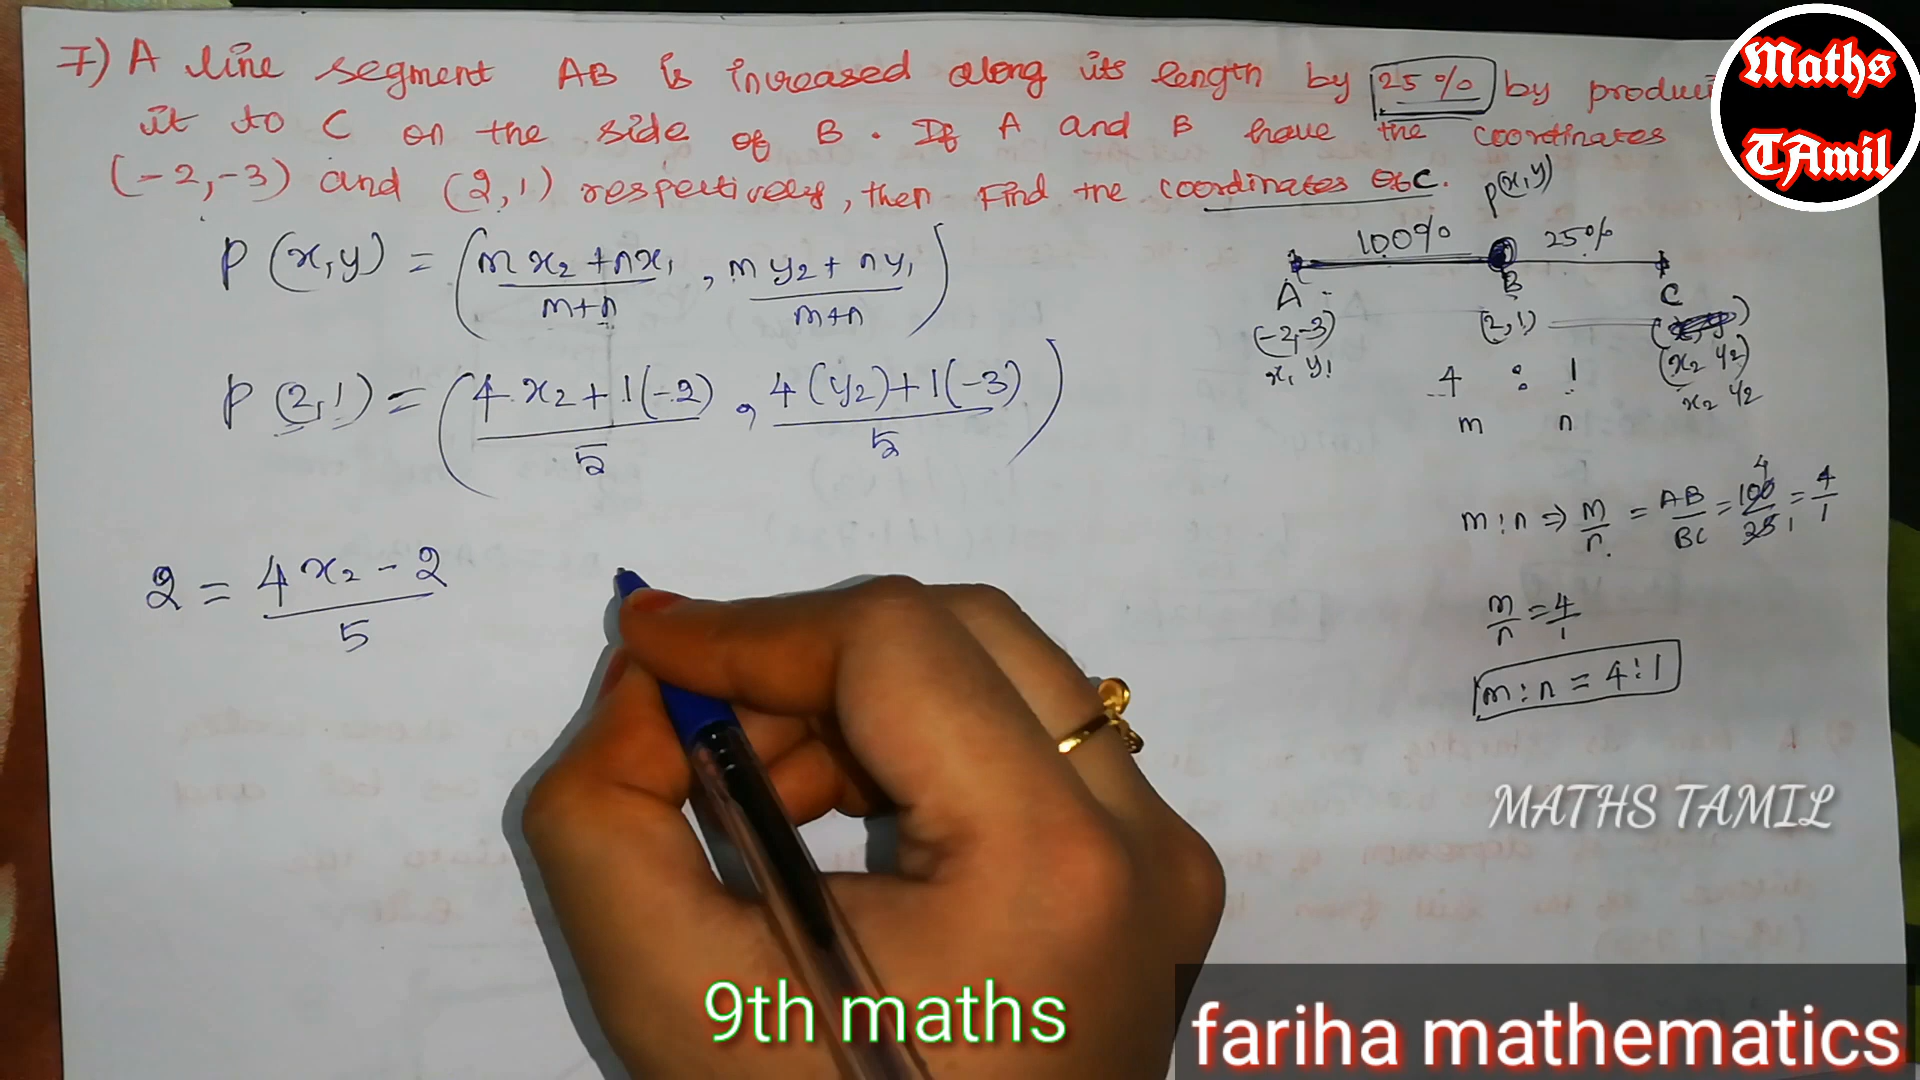 7) A line segment AB is increased along its length by 25% by produci
it to C on the side of B. If A and B have the coordinates
(-2,-3) and (2,1) respectively, then Find the coordinates of C.
P(x,y) = (mx₂+nx₁/m+n, my₂+ny₁/m+n)
P(2,1) = (4x₂+1(-2)/5, 4(y₂)+1(-3)/5)
2 = 4x₂-2/5
P(x,y)
100% 25%
A B C
(-2,-3) (2,1)
x₁ y₁ (x₂ y₂)
x₂ y₂
4 : 1
m n
m:n ⇒ m/n = AB/BC = 100/25 = 4/1
m/n = 4/1
m:n = 4:1
Maths
TAmil
MATHS TAMIL
9th maths
fariha mathematics